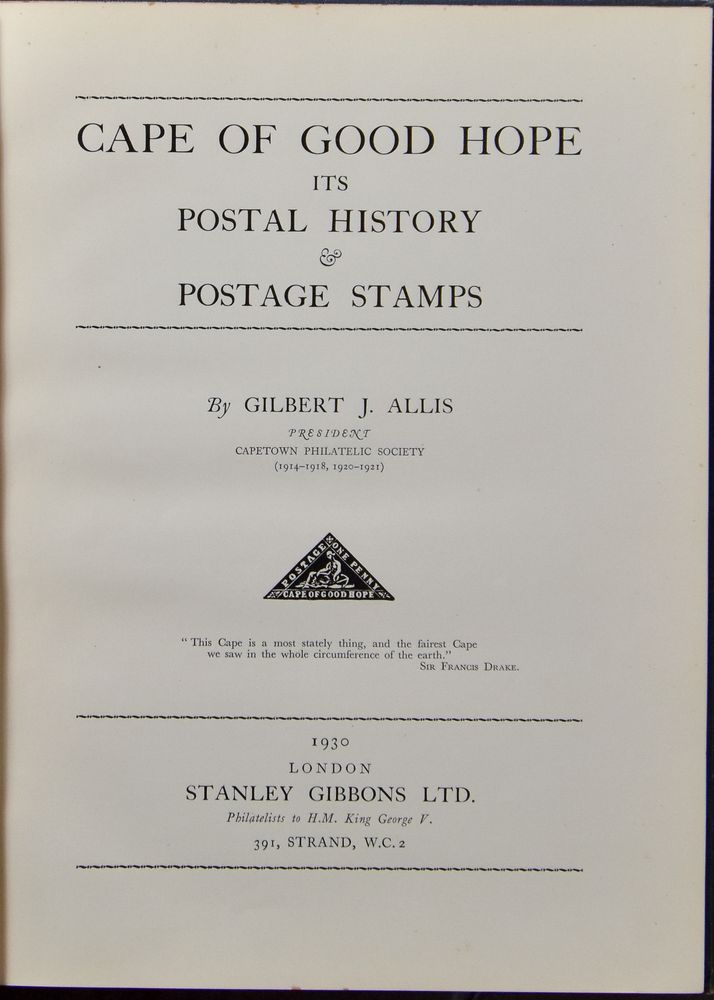 CAPE OF GOOD HOPE
ITS
POSTAL HISTORY
&
POSTAGE STAMPS
By GILBERT J. ALLIS
PRESIDENT
CAPETOWN PHILATELIC SOCIETY
(1914–1918, 1920–1921)
POSTAGE ONE PENNY
CAPE OF GOOD HOPE
“ This Cape is a most stately thing, and the fairest Cape
we saw in the whole circumference of the earth.”
SIR FRANCIS DRAKE.
1930
LONDON
STANLEY GIBBONS LTD.
Philatelists to H.M. King George V.
391, STRAND, W.C. 2